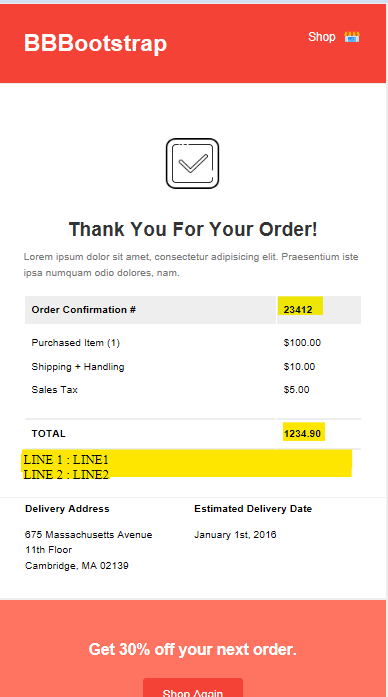 BBBootstrap
Shop
Thank You For Your Order!
Lorem ipsum dolor sit amet, consectetur adipisicing elit. Praesentium iste
ipsa numquam odio dolores, nam.
Order Confirmation # 23412
Purchased Item (1) $100.00
Shipping + Handling $10.00
Sales Tax $5.00
TOTAL 1234.90
LINE 1 : LINE1
LINE 2 : LINE2
Delivery Address
675 Massachusetts Avenue
11th Floor
Cambridge, MA 02139
Estimated Delivery Date
January 1st, 2016
Get 30% off your next order.
Shop Again